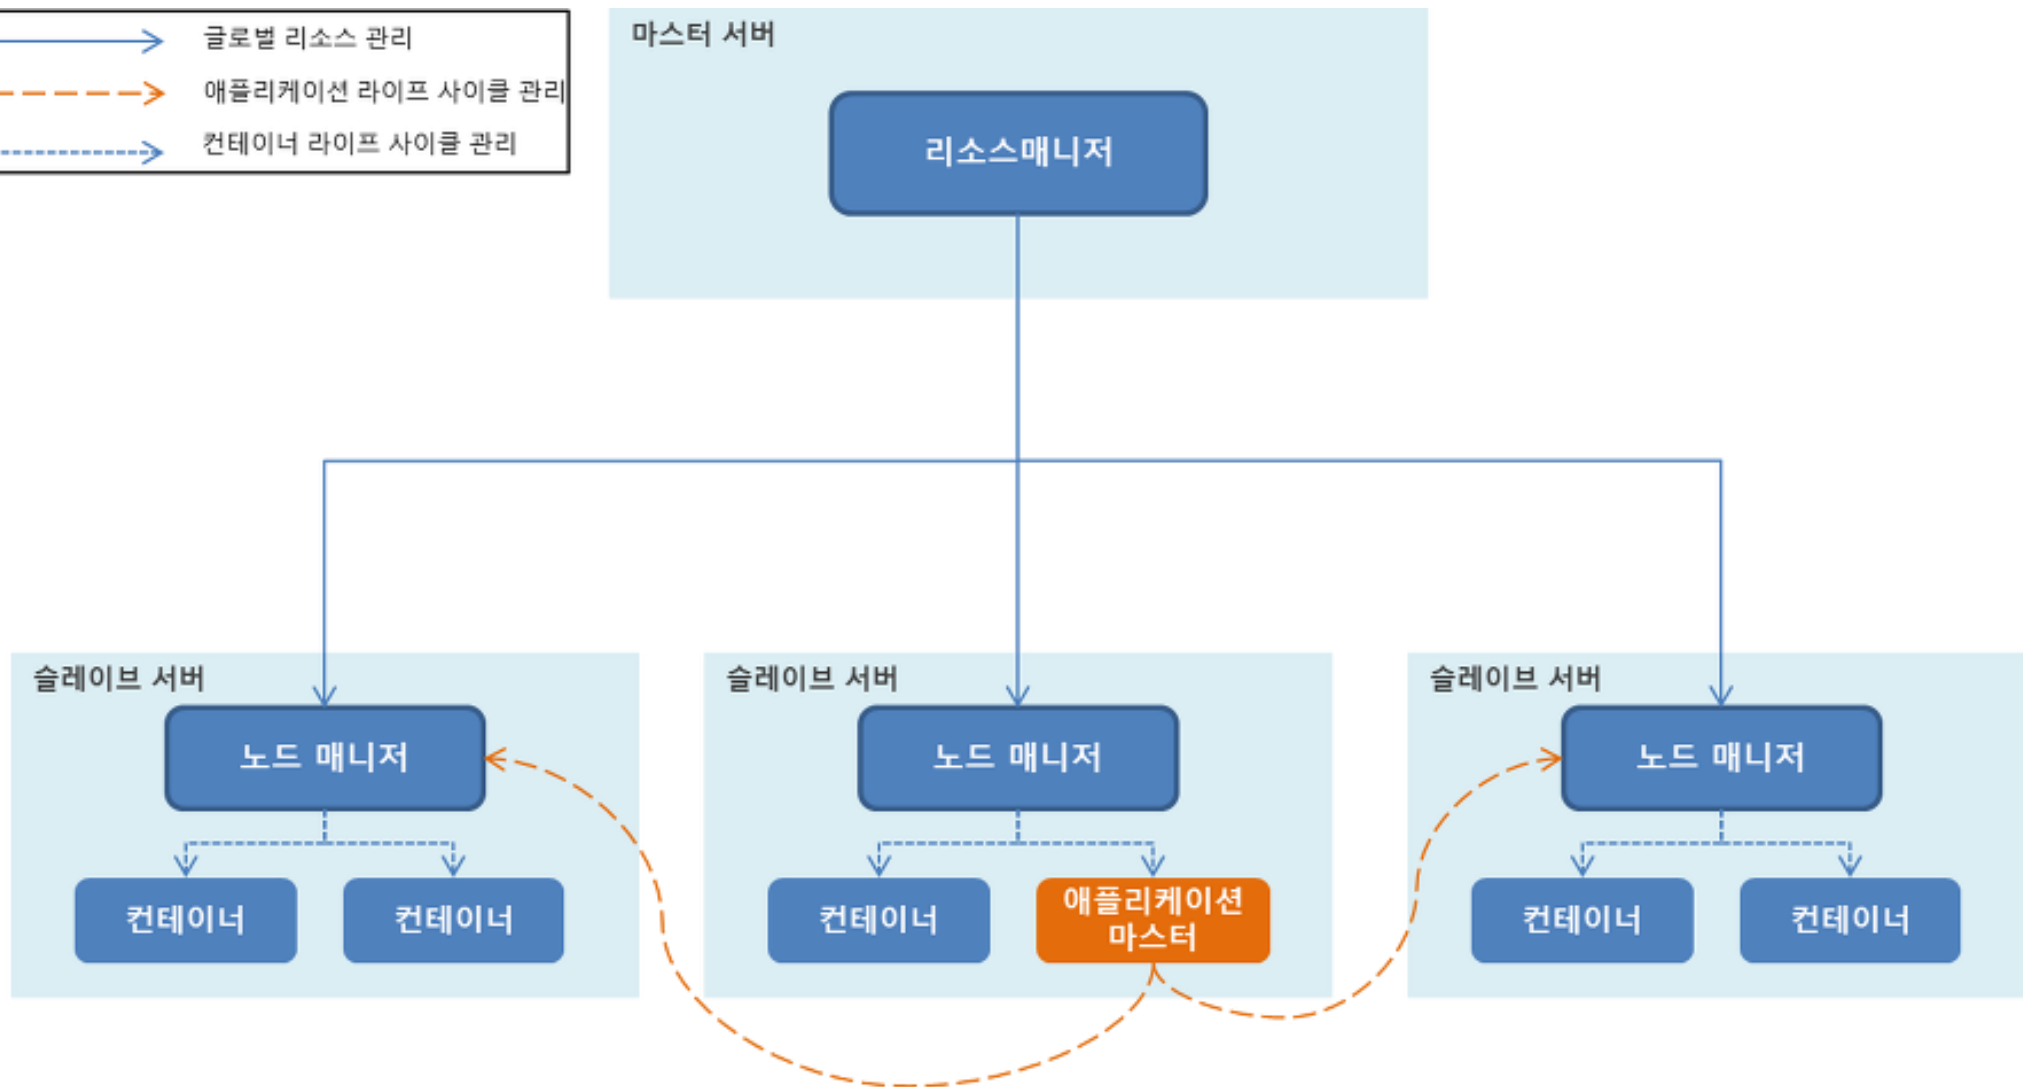 글로벌 리소스 관리
애플리케이션 라이프 사이클 관리
컨테이너 라이프 사이클 관리
마스터 서버
리소스매니저
슬레이브 서버
노드 매니저
컨테이너
컨테이너
슬레이브 서버
노드 매니저
컨테이너
애플리케이션
마스터
슬레이브 서버
노드 매니저
컨테이너
컨테이너